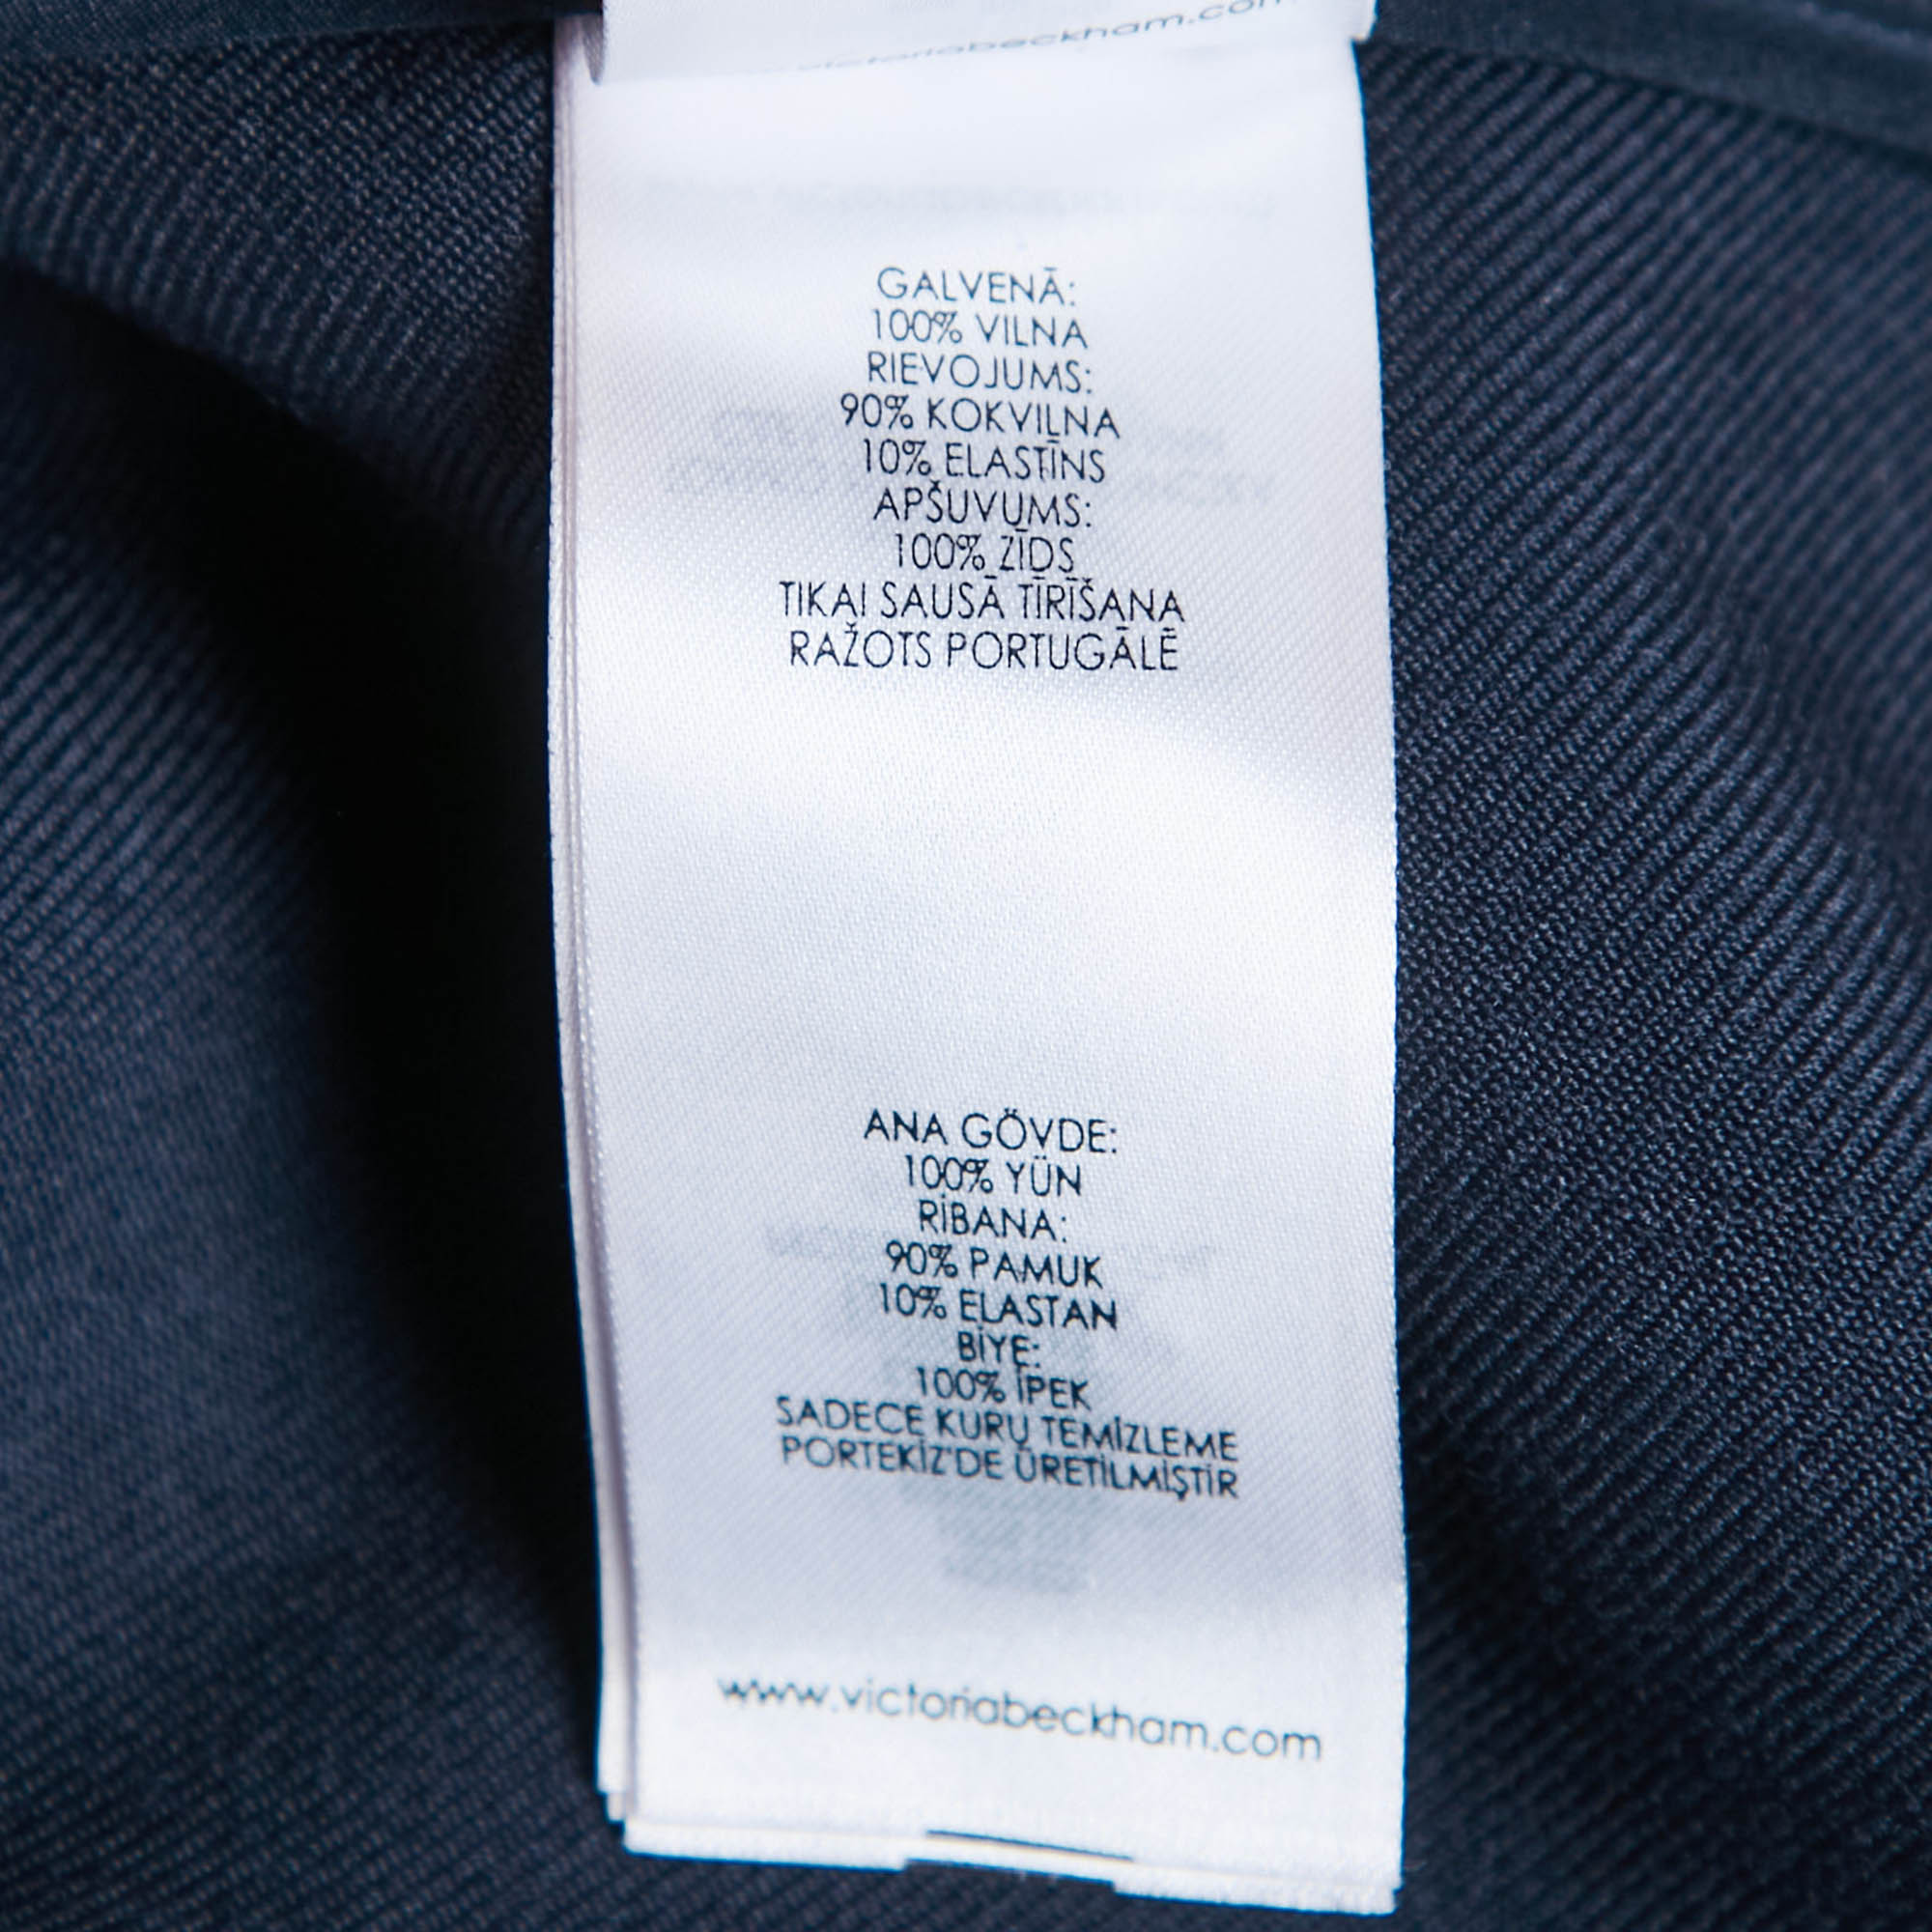 victoriabeckham.com
GALVENĀ:
100% VILNA
RIEVOJUMS:
90% KOKVILNA
10% ELASTĪNS
APŠUVUMS:
100% ZĪDS
TIKAI SAUSĀ TĪRĪŠANA
RAŽOTS PORTUGĀLĒ
ANA GÖVDE:
100% YÜN
RİBANA:
90% PAMUK
10% ELASTAN
BİYE:
100% İPEK
SADECE KURU TEMİZLEME
PORTEKİZ'DE ÜRETİLMİŞTİR
www.victoriabeckham.com